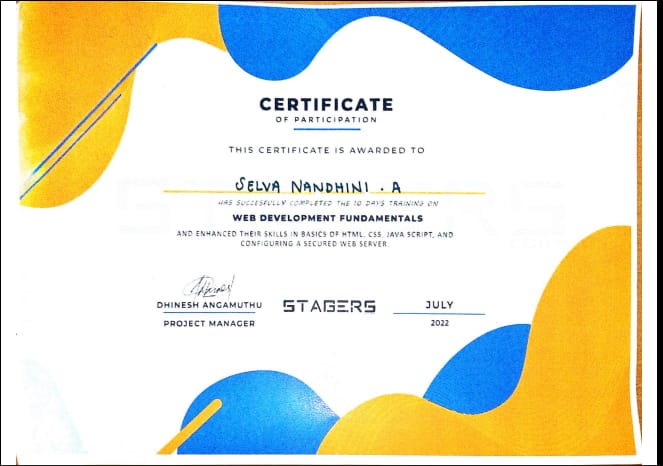 CERTIFICATE
OF PARTICIPATION
THIS CERTIFICATE IS AWARDED TO
SELVA NANDHINI . A
HAS SUCCESFULLY COMPLETED THE 10 DAYS TRAINING ON
WEB DEVELOPMENT FUNDAMENTALS
AND ENHANCED THEIR SKILLS IN BASICS OF HTML, CSS, JAVA SCRIPT, AND
CONFIGURING A SECURED WEB SERVER.
DHINESH ANGAMUTHU
PROJECT MANAGER
STAGERS
JULY
2022